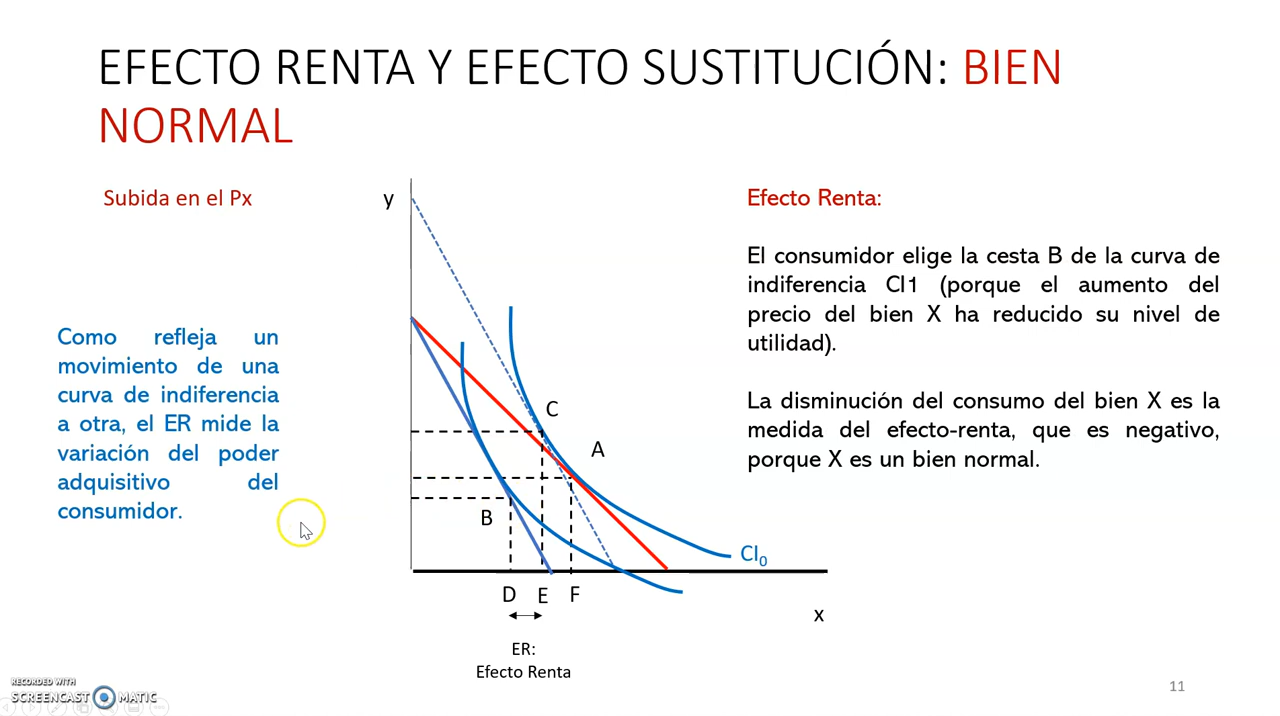 EFECTO RENTA Y EFECTO SUSTITUCIÓN: BIEN
NORMAL
Subida en el Px
Como refleja un
movimiento de una
curva de indiferencia
a otra, el ER mide la
variación del poder
adquisitivo del
consumidor.
y
C
A
B
CI0
D E F
x
ER:
Efecto Renta
Efecto Renta:
El consumidor elige la cesta B de la curva de
indiferencia CI1 (porque el aumento del
precio del bien X ha reducido su nivel de
utilidad).
La disminución del consumo del bien X es la
medida del efecto-renta, que es negativo,
porque X es un bien normal.
RECORDED WITH
SCREENCAST MATIC
11